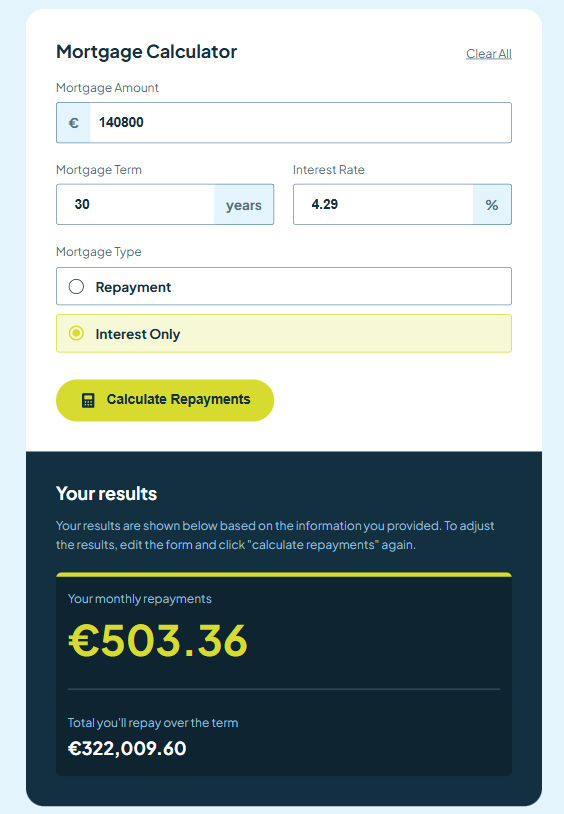 Mortgage Calculator
Clear All
Mortgage Amount
€ 140800
Mortgage Term Interest Rate
30 years 4.29 %
Mortgage Type
Repayment
Interest Only
Calculate Repayments
Your results
Your results are shown below based on the information you provided. To adjust
the results, edit the form and click "calculate repayments" again.
Your monthly repayments
€503.36
Total you'll repay over the term
€322,009.60